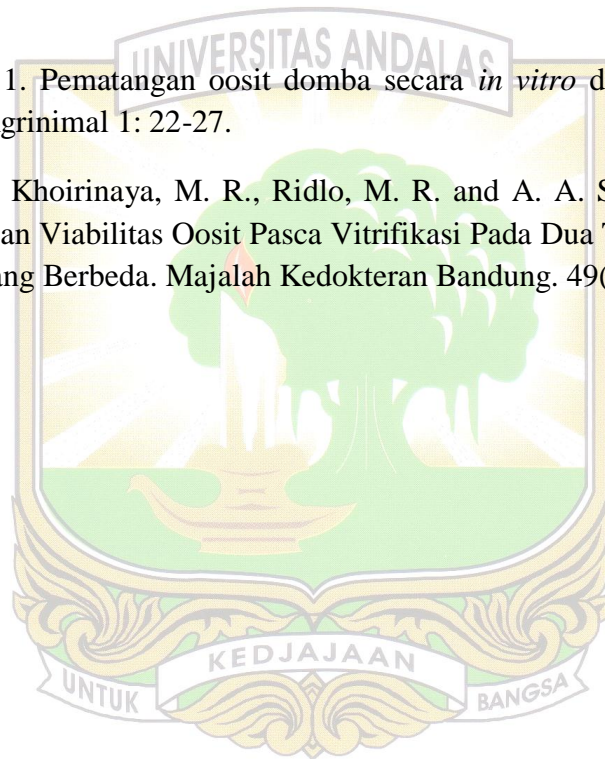 UNIVERSITAS ANDALAS
1. Pematangan oosit domba secara in vitro d
grinimal 1: 22-27.
Khoirinaya, M. R., Ridlo, M. R. and A. A. S
an Viabilitas Oosit Pasca Vitrifikasi Pada Dua
ang Berbeda. Majalah Kedokteran Bandung. 49(
KEDJAJAAN
UNTUK
BANGSA